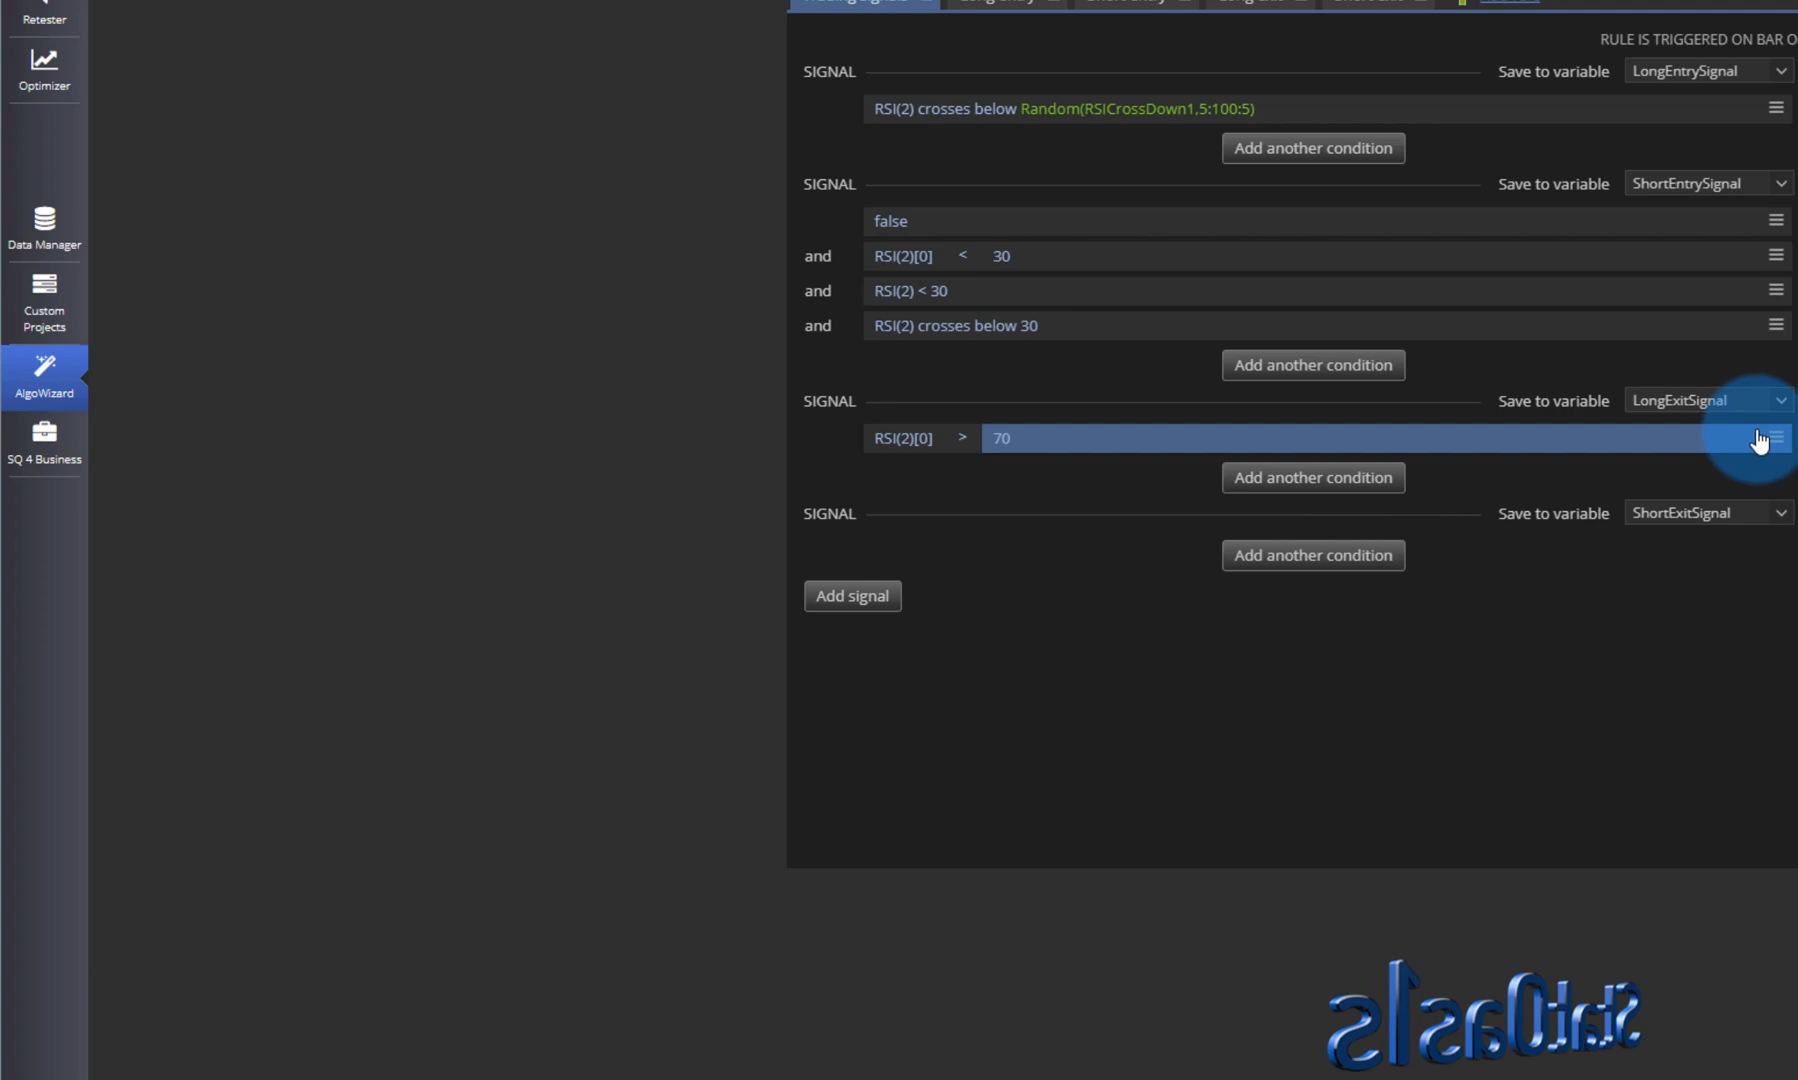 Retester
Optimizer
Data Manager
Custom
Projects
AlgoWizard
SQ 4 Business
RULE IS TRIGGERED ON BAR O
SIGNAL Save to variable LongEntrySignal
RSI(2) crosses below Random(RSICrossDown1,5:100:5)
Add another condition
SIGNAL Save to variable ShortEntrySignal
false
and RSI(2)[0] < 30
and RSI(2) < 30
and RSI(2) crosses below 30
Add another condition
SIGNAL Save to variable LongExitSignal
RSI(2)[0] > 70
Add another condition
SIGNAL Save to variable ShortExitSignal
Add another condition
Add signal
StatOas1s